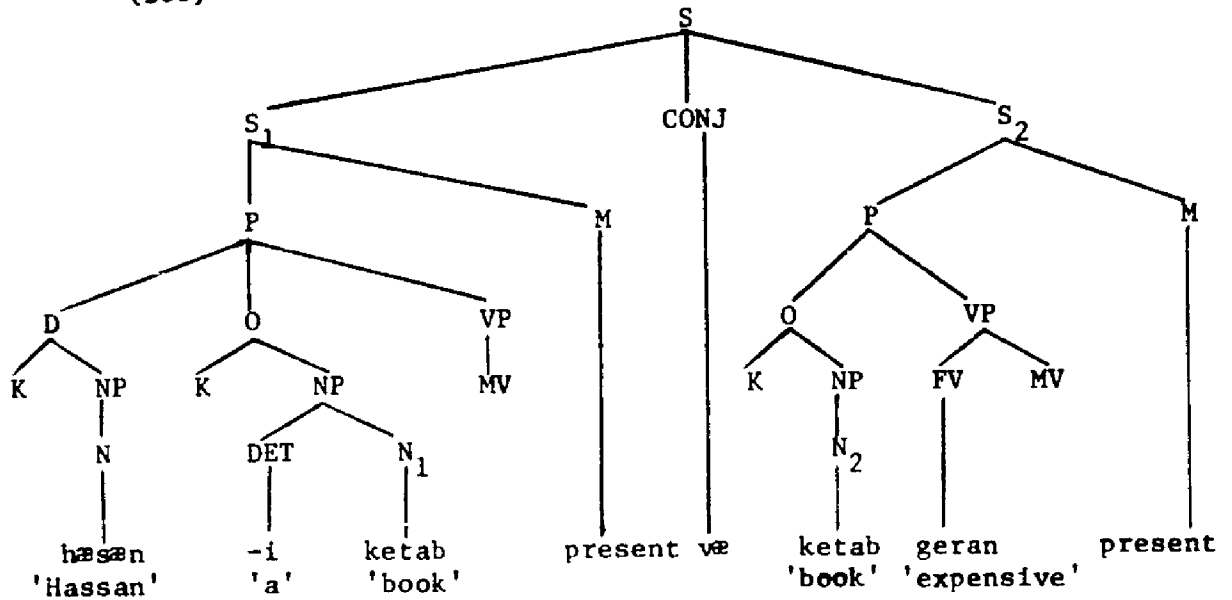 S
S1 CONJ S2
P M P M
D O VP O VP
K NP K NP MV K NP FV MV
N DET N1 N2
hæsæn -i ketab present væ ketab geran present
'Hassan' 'a' 'book' 'book' 'expensive'